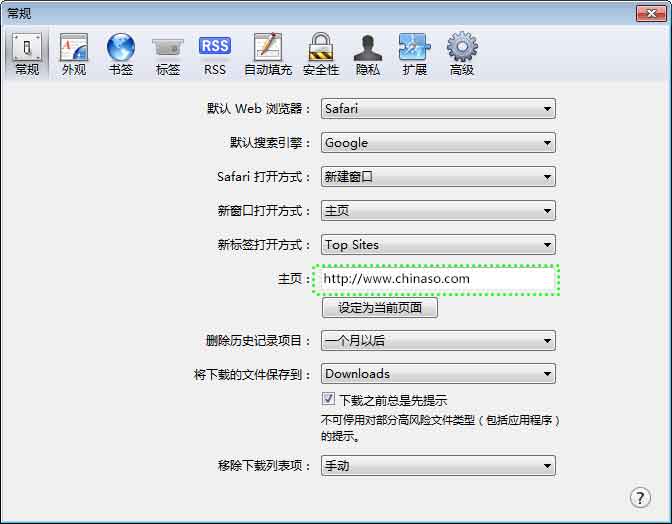 常规
常规 外观 书签 标签 RSS RSS 自动填充 安全性 隐私 扩展 高级
默认 Web 浏览器： Safari
默认搜索引擎： Google
Safari 打开方式： 新建窗口
新窗口打开方式： 主页
新标签打开方式： Top Sites
主页： http://www.chinaso.com
设定为当前页面
删除历史记录项目： 一个月以后
将下载的文件保存到： Downloads
下载之前总是先提示
不可停用对部分高风险文件类型（包括应用程序）
的提示。
移除下载列表项： 手动
?